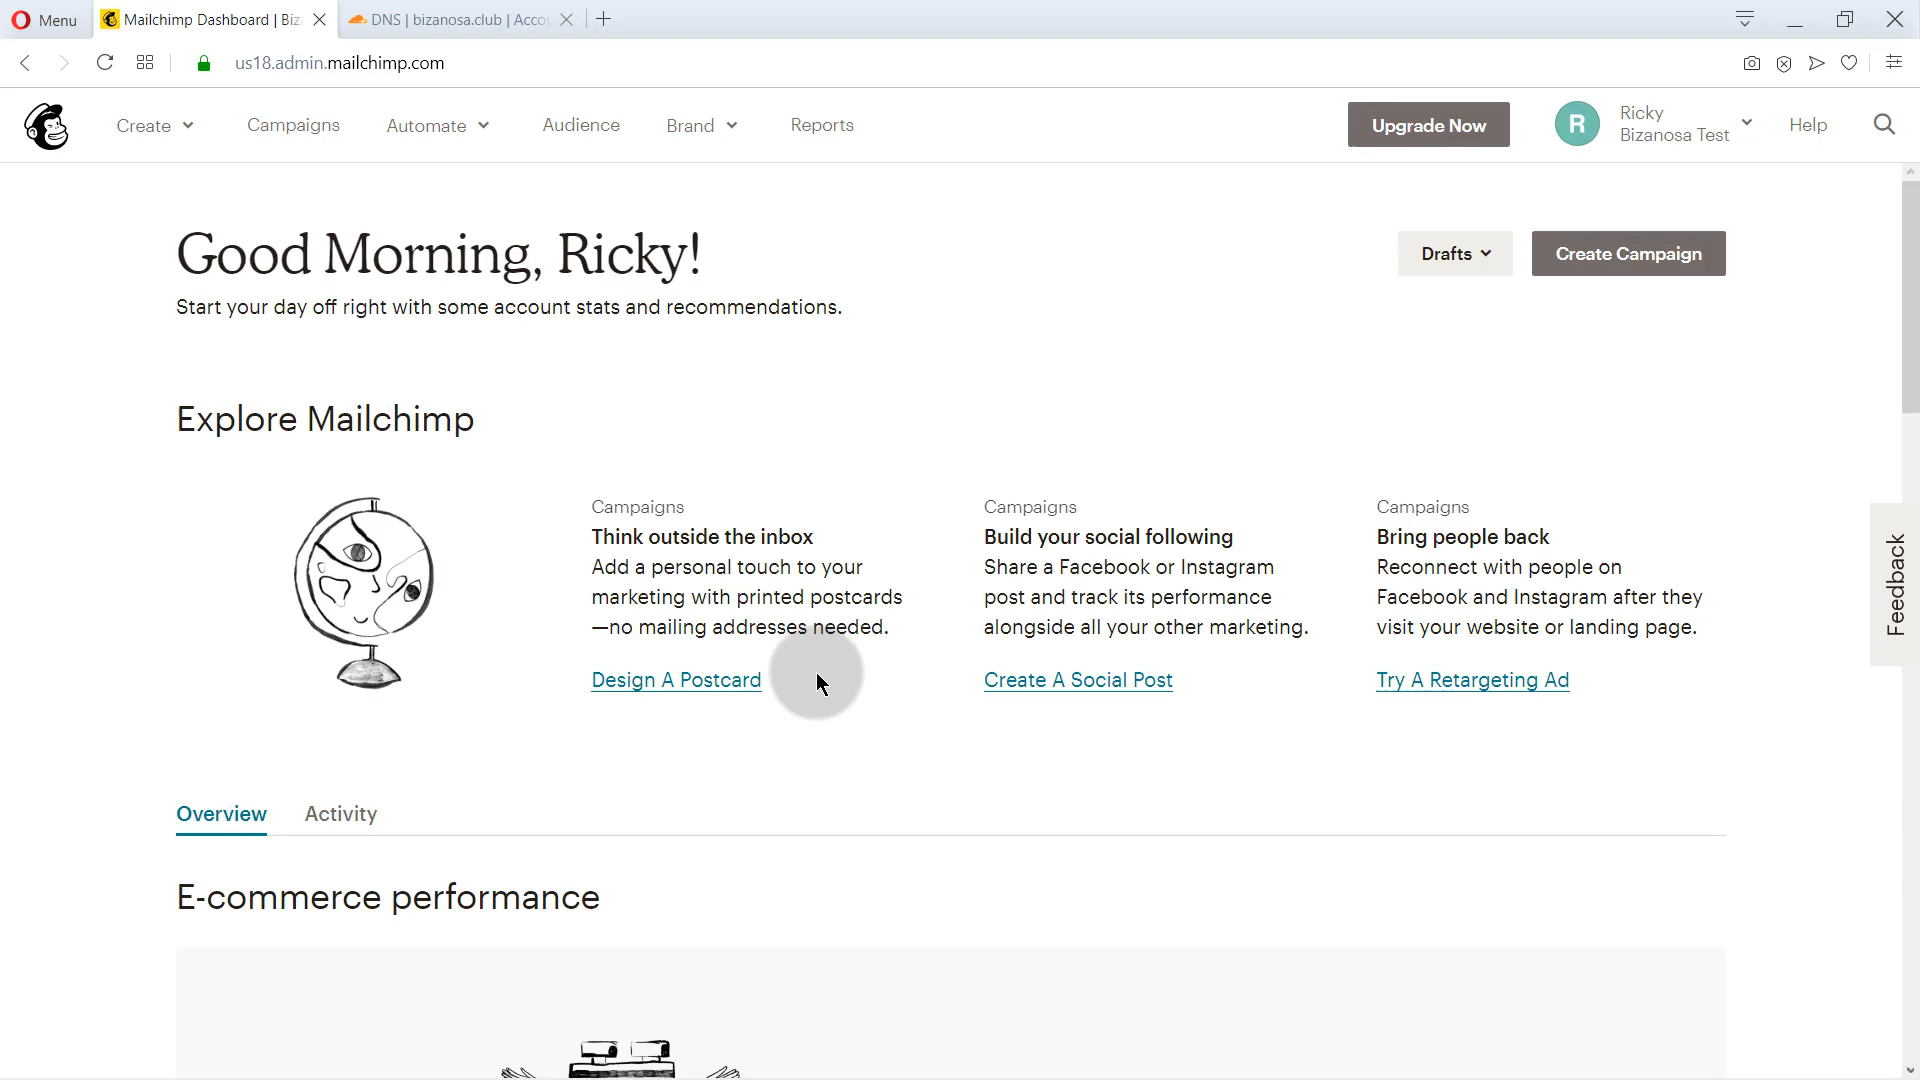 Menu
Mailchimp Dashboard | Biz
DNS | bizanosa.club | Acco
us18.admin.mailchimp.com
Create
Campaigns
Automate
Audience
Brand
Reports
Upgrade Now
R
Ricky
Bizanosa Test
Help
Good Morning, Ricky!
Start your day off right with some account stats and recommendations.
Drafts
Create Campaign
Explore Mailchimp
Campaigns
Think outside the inbox
Add a personal touch to your
marketing with printed postcards
—no mailing addresses needed.
Design A Postcard
Campaigns
Build your social following
Share a Facebook or Instagram
post and track its performance
alongside all your other marketing.
Create A Social Post
Campaigns
Bring people back
Reconnect with people on
Facebook and Instagram after they
visit your website or landing page.
Try A Retargeting Ad
Feedback
Overview
Activity
E-commerce performance